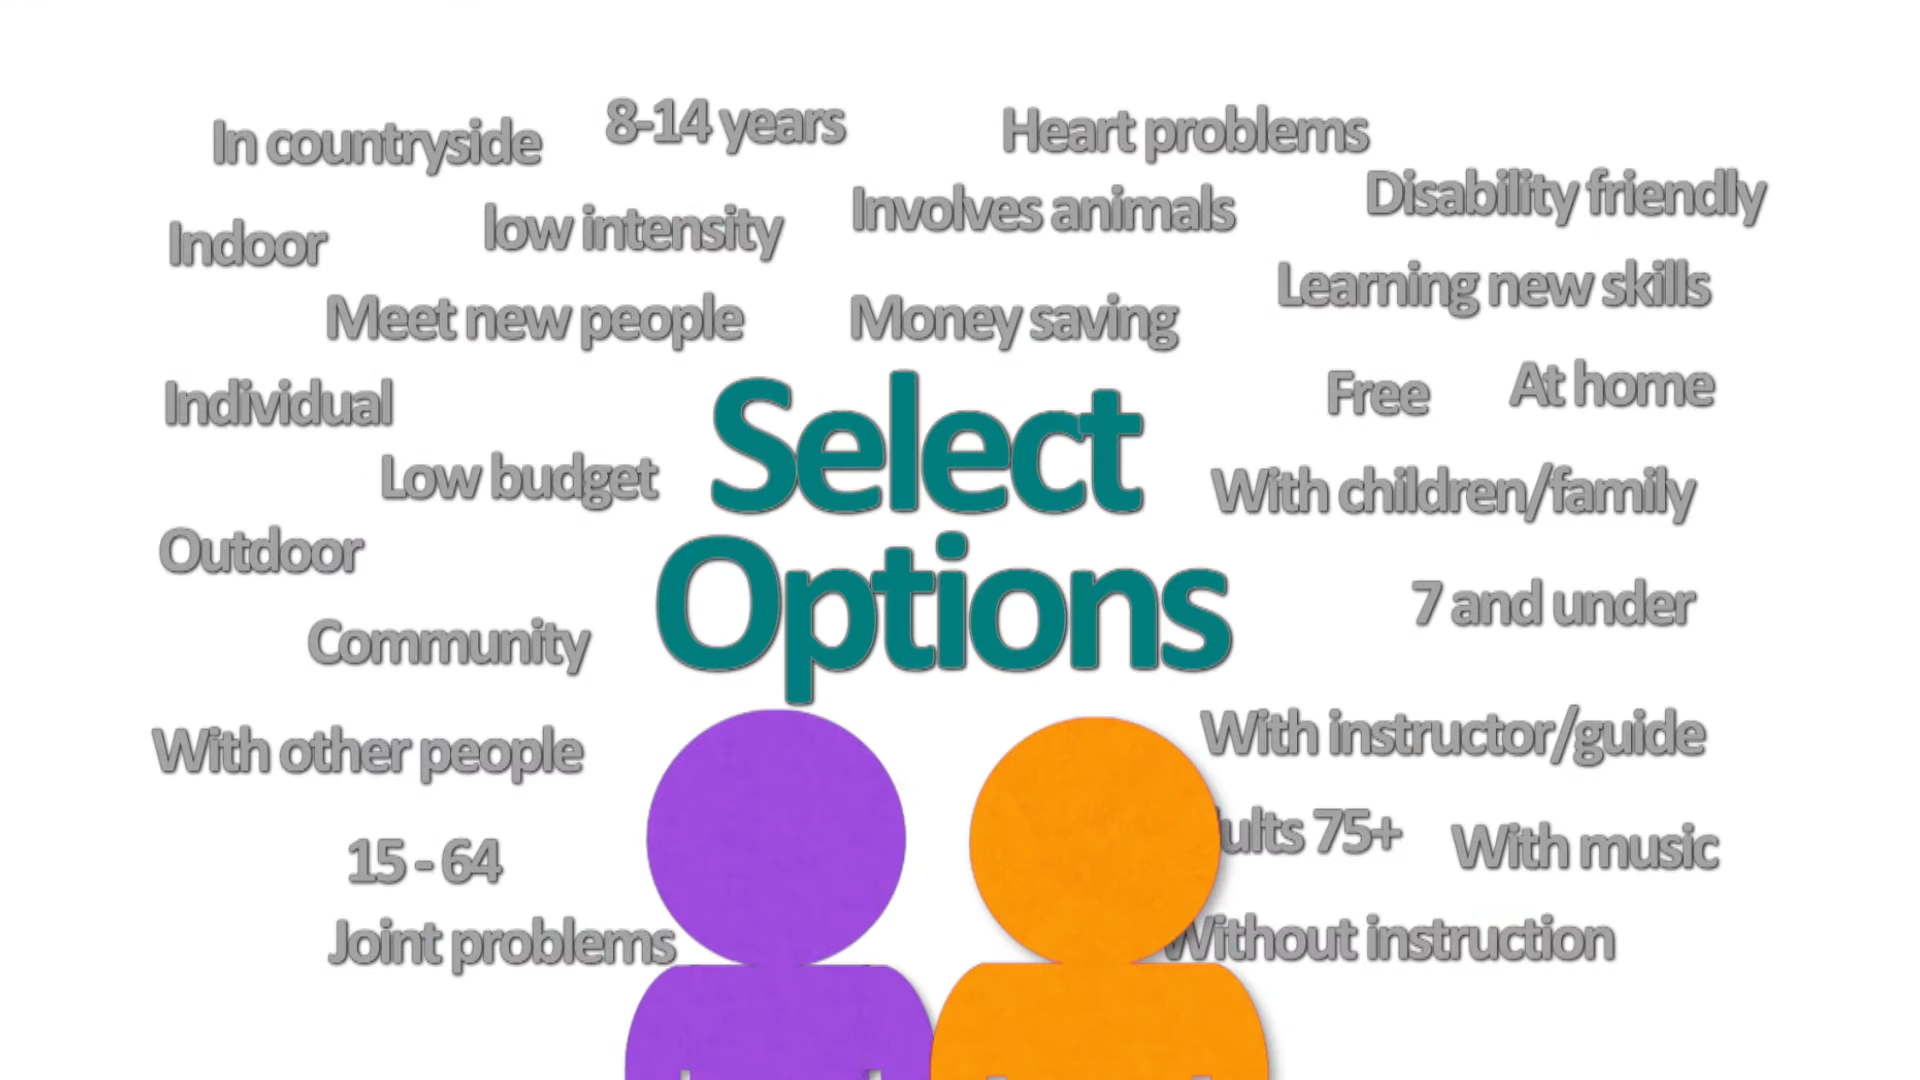 In countryside
8-14 years
Heart problems
Disability friendly
Indoor
low intensity
Involves animals
Learning new skills
Meet new people
Money saving
Individual
Free
At home
Select
Low budget
With children/family
Outdoor
Options
7 and under
Community
With other people
With instructor/guide
15 - 64
75+
With music
Joint problems
Without instruction